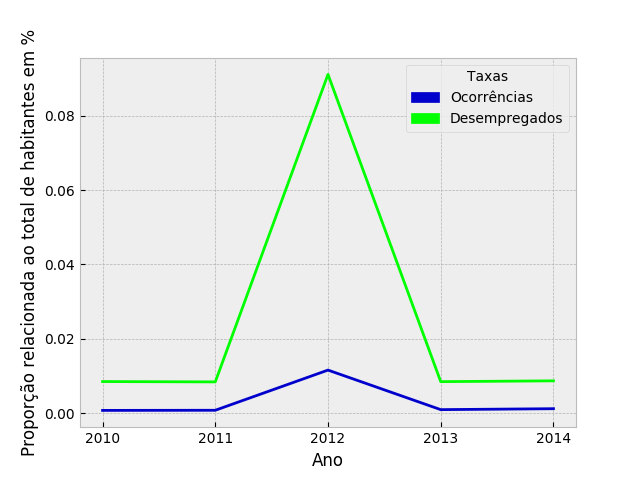 Proporção relacionada ao total de habitantes em %
Taxas
Ocorrências
Desempregados
0.08
0.06
0.04
0.02
0.00
2010 2011 2012 2013 2014
Ano